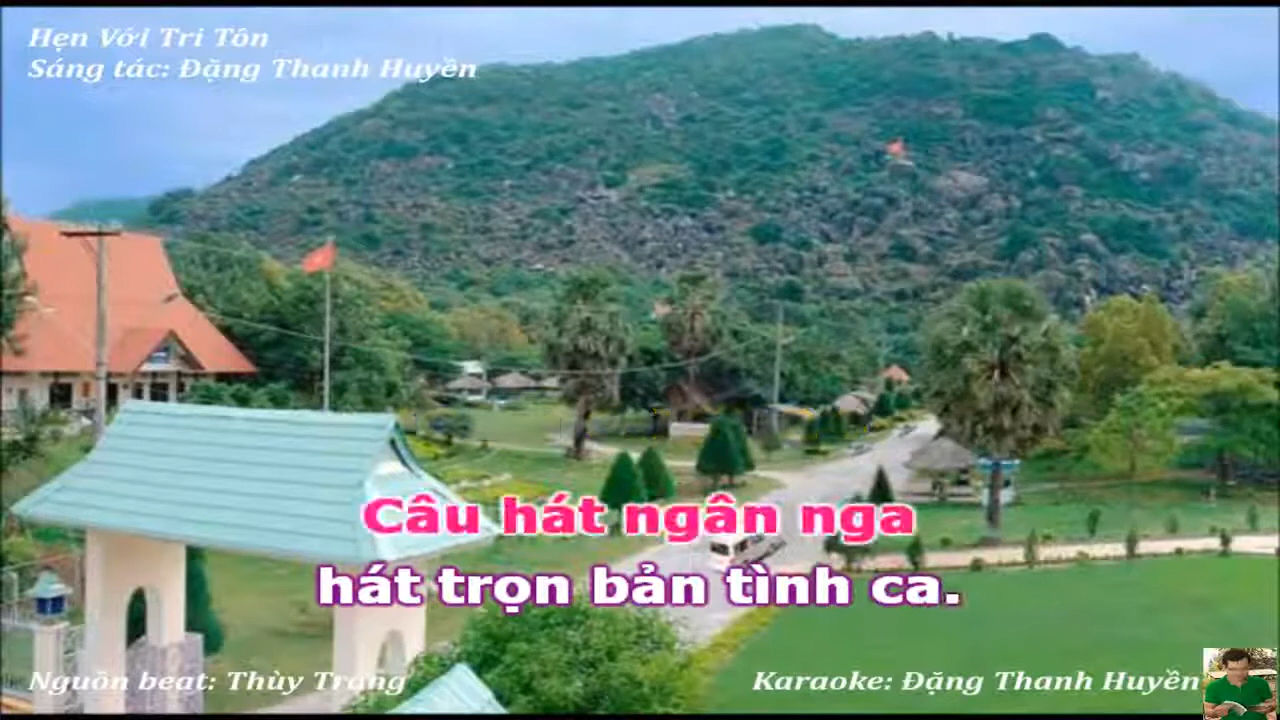 Hẹn Với Tri Tôn
Sáng tác: Đặng Thanh Huyền
Câu hát ngân nga
hát trọn bản tình ca.
Nguồn beat: Thùy Trang
Karaoke: Đặng Thanh Huyền